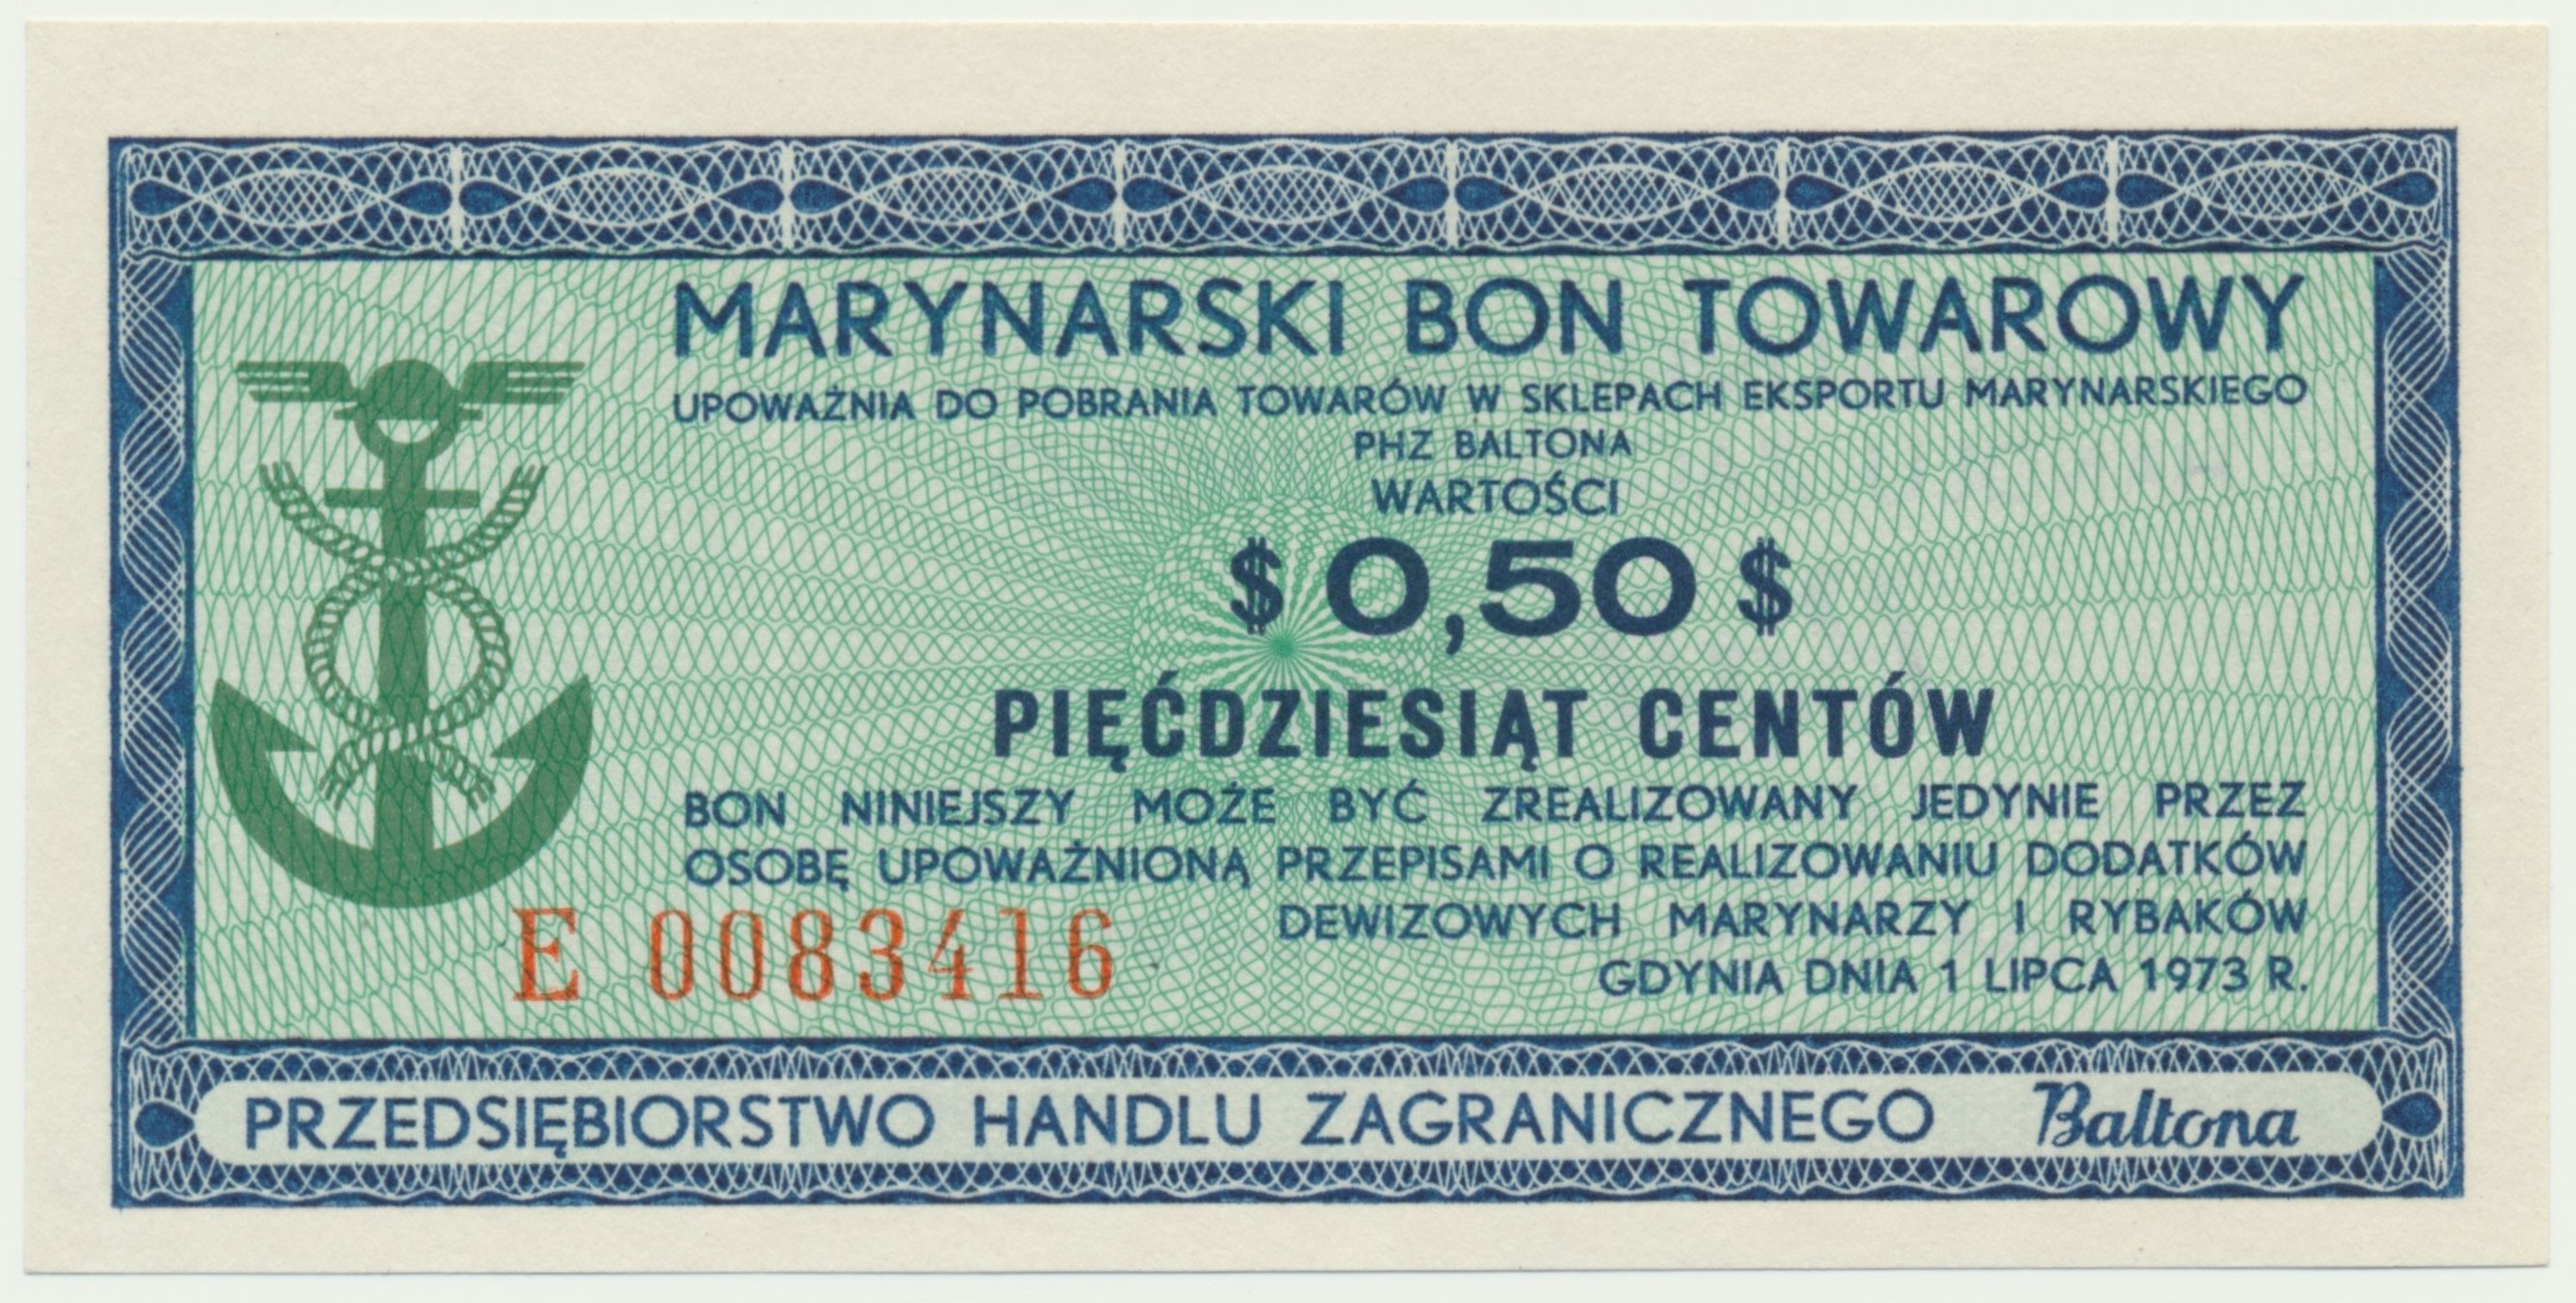 MARYNARSKI BON TOWAROWY
UPOWAŻNIA DO POBRANIA TOWARÓW W SKLEPACH EKSPORTU MARYNARSKIEGO
PHZ BALTONA
WARTOŚCI
$ 0,50 $
PIĘĆDZIESIĄT CENTÓW
BON NINIEJSZY MOŻE BYĆ ZREALIZOWANY JEDYNIE PRZEZ
OSOBĘ UPOWAŻNIONĄ PRZEPISAMI O REALIZOWANIU DODATKÓW
DEWIZOWYCH MARYNARZY I RYBAKÓW
GDYNIA DNIA 1 LIPCA 1973 R.
E 0083416
PRZEDSIĘBIORSTWO HANDLU ZAGRANICZNEGO Baltona